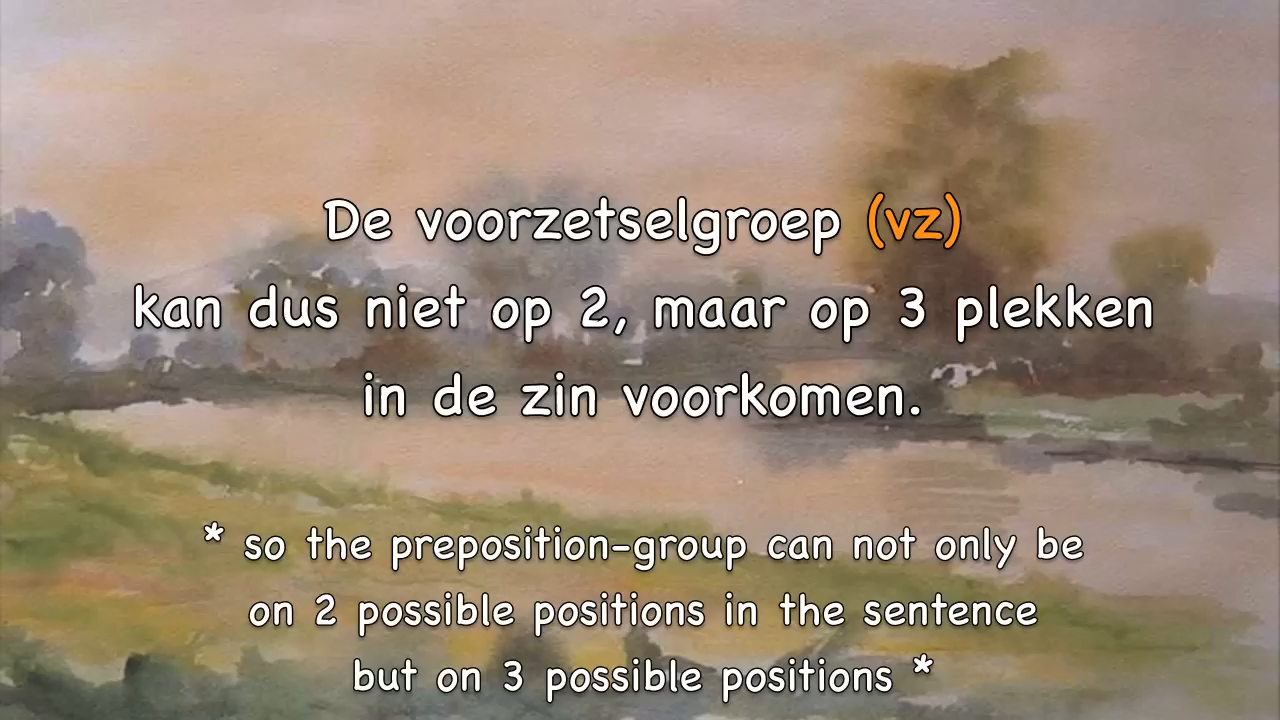 De voorzetselgroep (vz)
kan dus niet op 2, maar op 3 plekken
in de zin voorkomen.
* so the preposition-group can not only be
on 2 possible positions in the sentence
but on 3 possible positions *